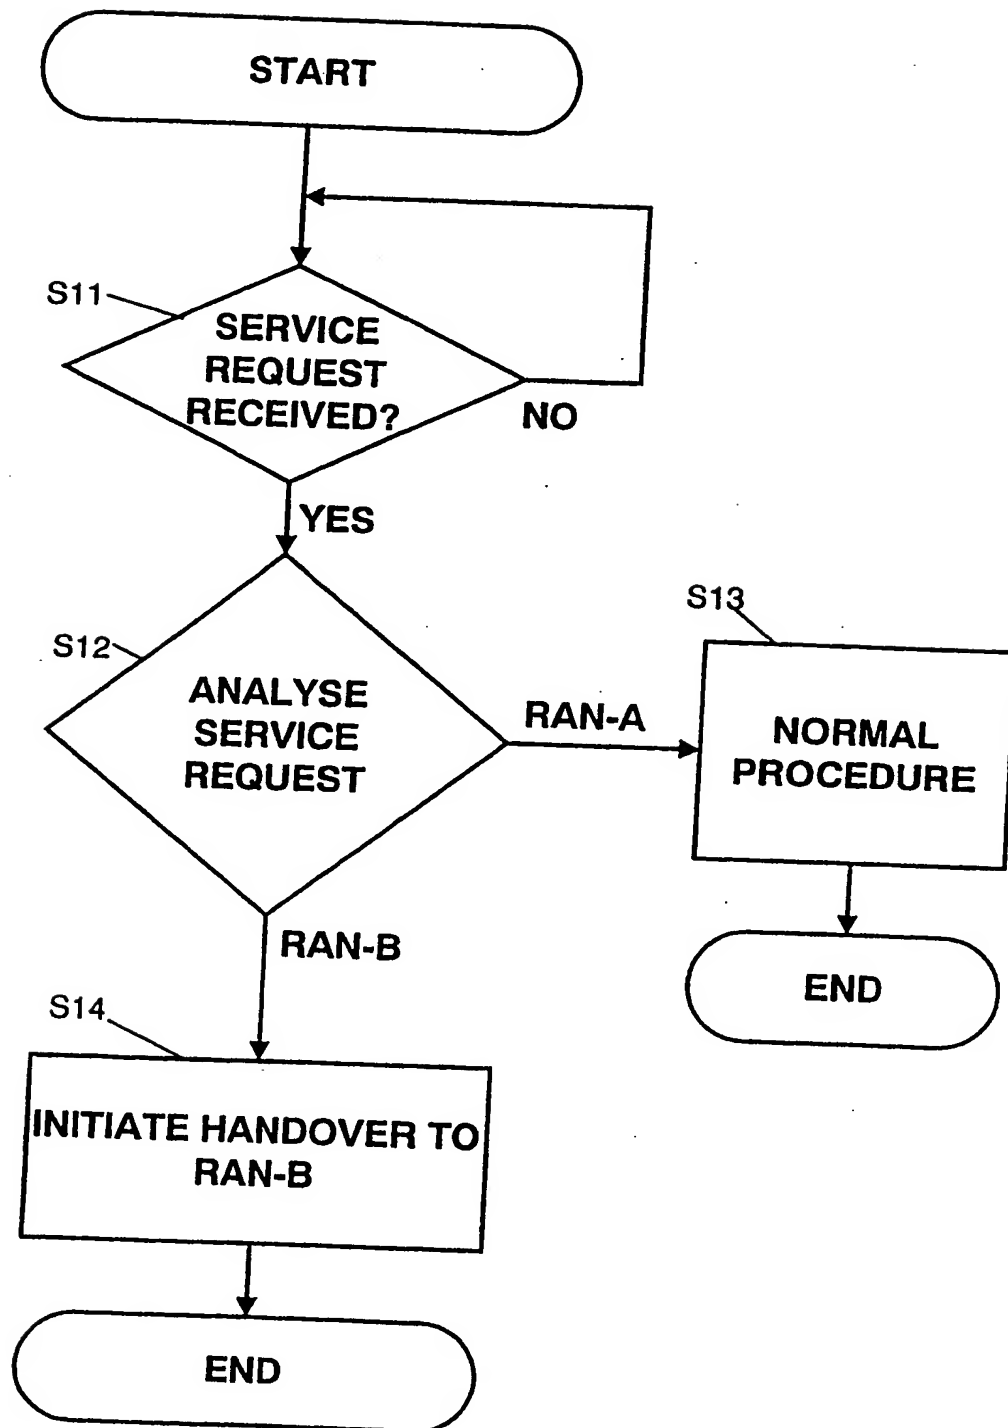 START
S11
SERVICE
REQUEST
RECEIVED?
NO
YES
S12
ANALYSE
SERVICE
REQUEST
RAN-A
S13
NORMAL
PROCEDURE
END
RAN-B
S14
INITIATE HANDOVER TO
RAN-B
END